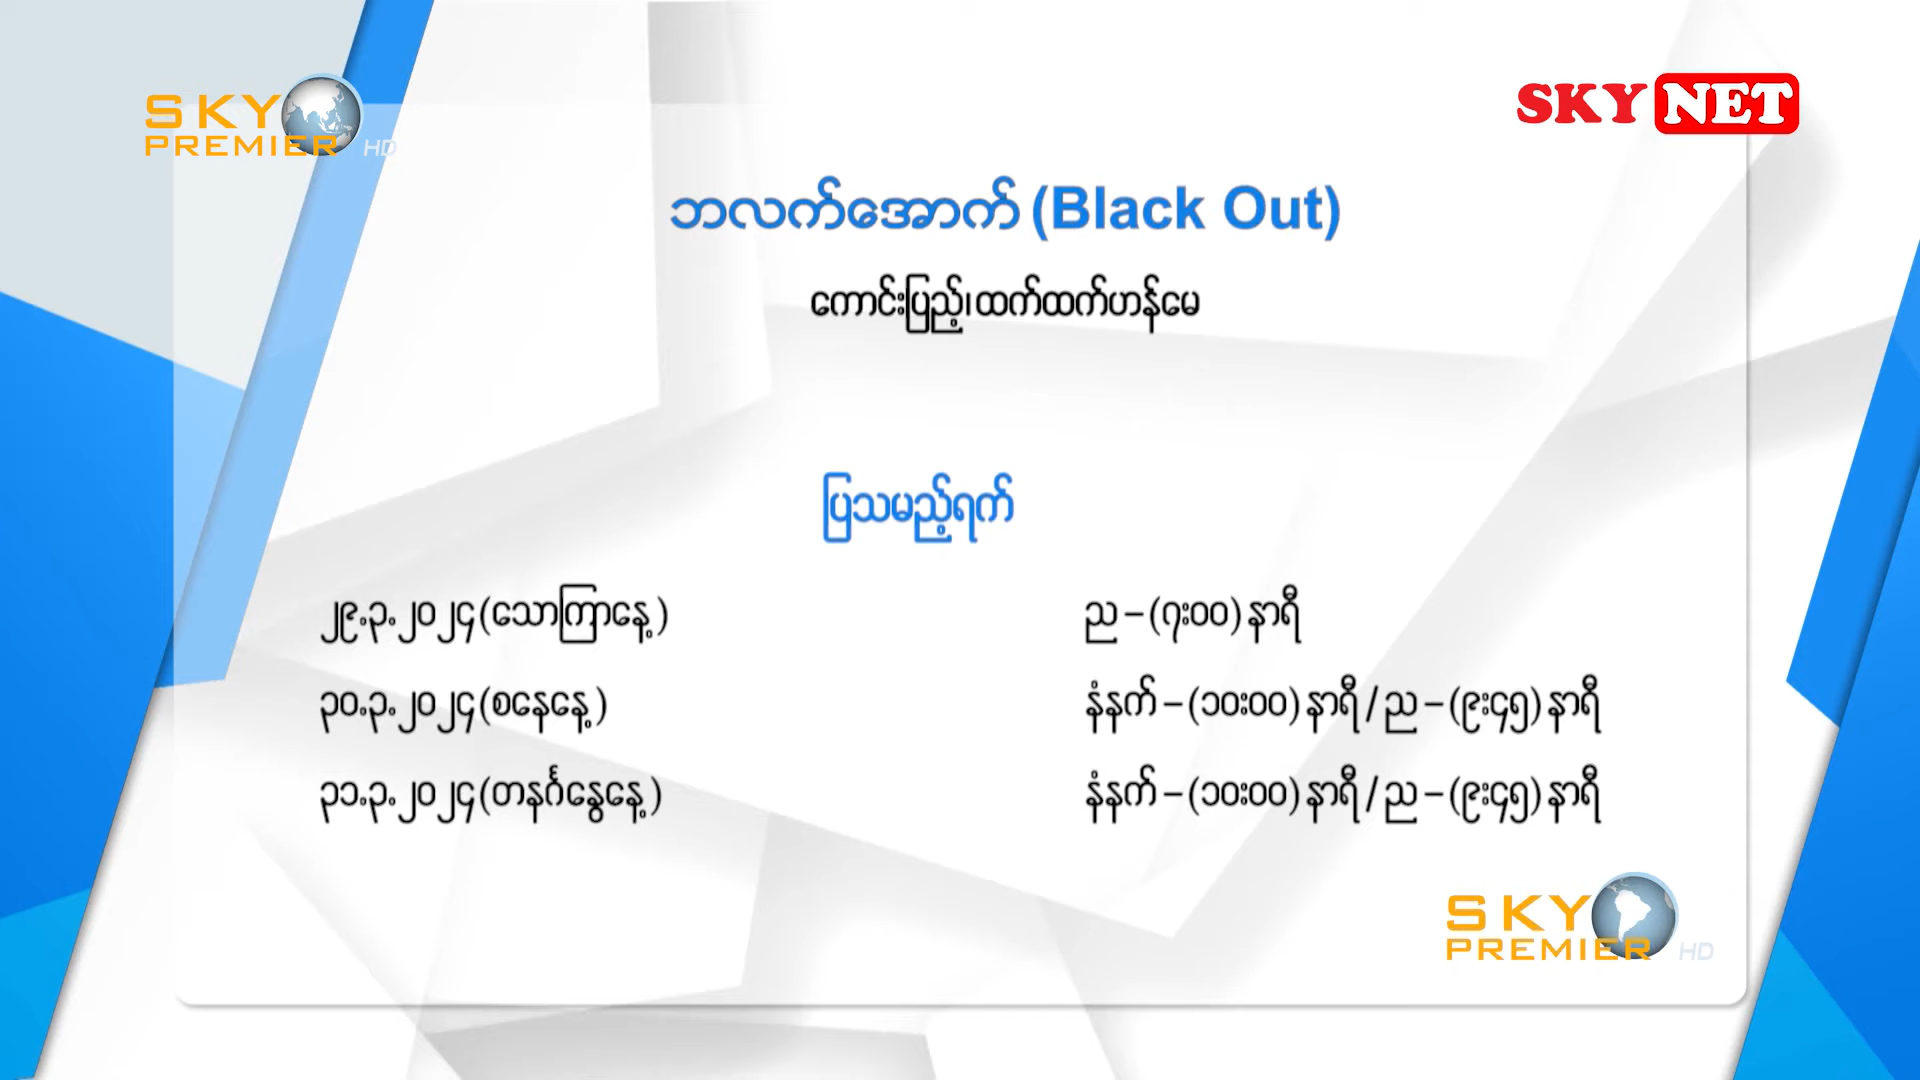 SKY PREMIER HD
SKYNET
ဘလက်အောက် (Black Out)
ကောင်းပြည့်၊ ထက်ထက်ဟန်မေ
ပြသမည့်ရက်
၂၉.၃.၂၀၂၄ (သောကြာနေ့) ည – (၇း၀၀) နာရီ
၃၀.၃.၂၀၂၄ (စနေနေ့) နံနက် – (၁၀း၀၀) နာရီ / ည – (၉း၄၅) နာရီ
၃၁.၃.၂၀၂၄ (တနင်္ဂနွေနေ့) နံနက် – (၁၀း၀၀) နာရီ / ည – (၉း၄၅) နာရီ
SKY PREMIER HD